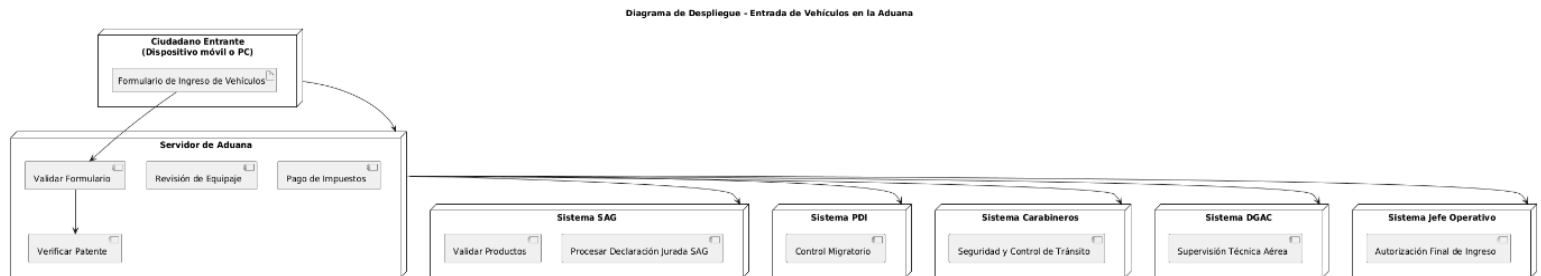 Diagrama de Despliegue - Entrada de Vehículos en la Aduana
Ciudadano Entrante
(Dispositivo móvil o PC)
Formulario de Ingreso de Vehículos
Servidor de Aduana
Validar Formulario
Revisión de Equipaje
Pago de Impuestos
Verificar Patente
Sistema SAG
Validar Productos
Procesar Declaración Jurada SAG
Sistema PDI
Control Migratorio
Sistema Carabineros
Seguridad y Control de Tránsito
Sistema DGAC
Supervisión Técnica Aérea
Sistema Jefe Operativo
Autorización Final de Ingreso